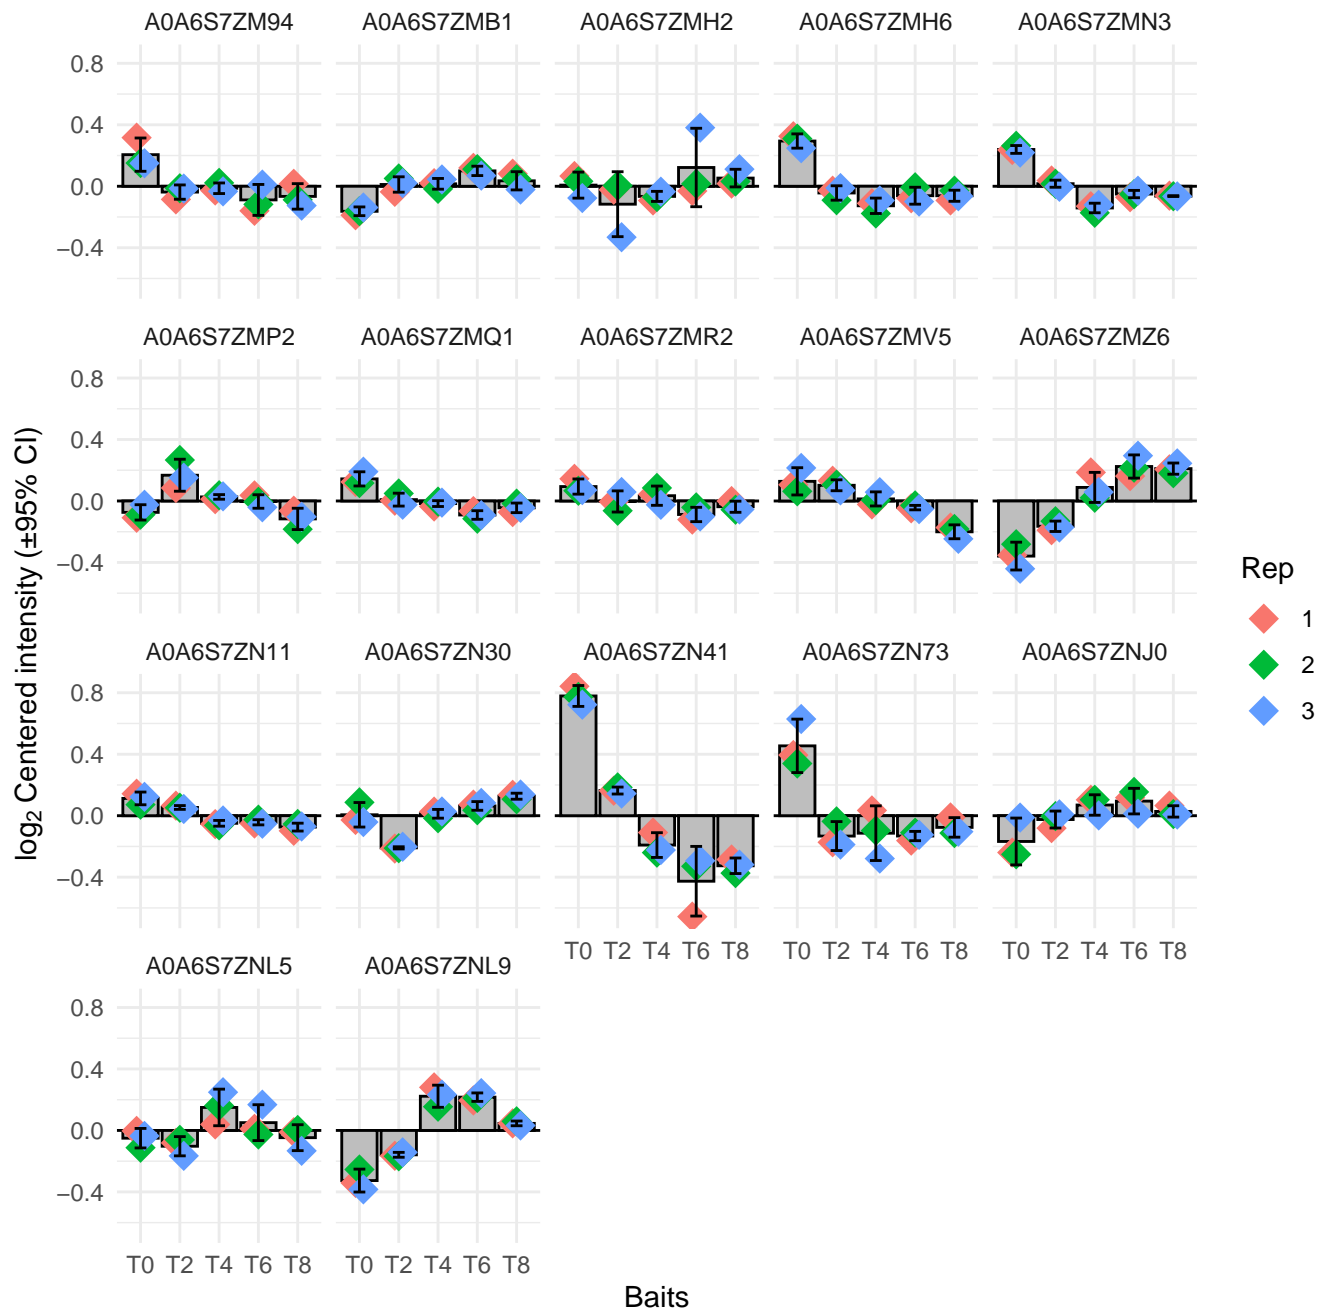 A0A6S7ZM94 A0A6S7ZMB1 A0A6S7ZMH2 A0A6S7ZMH6 A0A6S7ZMN3
0.8
0.4
0.0
−0.4
A0A6S7ZMP2 A0A6S7ZMQ1 A0A6S7ZMR2 A0A6S7ZMV5 A0A6S7ZMZ6
0.8
0.4
0.0
−0.4
log2 Centered intensity (±95% CI)
Rep
1
2
3
A0A6S7ZN11 A0A6S7ZN30 A0A6S7ZN41 A0A6S7ZN73 A0A6S7ZNJ0
0.8
0.4
0.0
−0.4
T0 T2 T4 T6 T8 T0 T2 T4 T6 T8 T0 T2 T4 T6 T8
A0A6S7ZNL5 A0A6S7ZNL9
0.8
0.4
0.0
−0.4
T0 T2 T4 T6 T8 T0 T2 T4 T6 T8
Baits